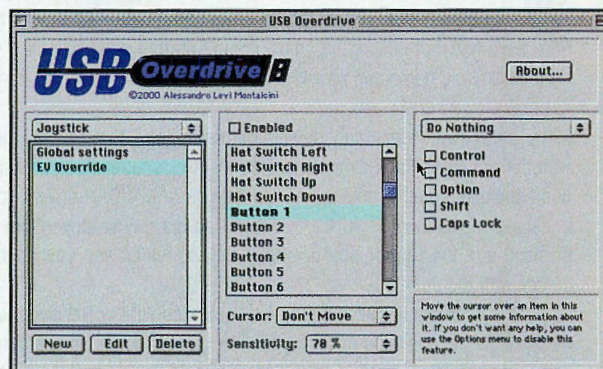 USB Overdrive
USB Overdrive
©2000 Alessandro Levi Montalcini
About...
Joystick
Global settings
EV Override
New
Edit
Delete
Enabled
Hat Switch Left
Hat Switch Right
Hat Switch Up
Hat Switch Down
Button 1
Button 2
Button 3
Button 4
Button 5
Button 6
Cursor: Don't Move
Sensitivity: 78 %
Do Nothing
Control
Command
Option
Shift
Caps Lock
Move the cursor over an item in this
window to get some information about
it. If you don't want any help, you can
use the Options menu to disable this
feature.